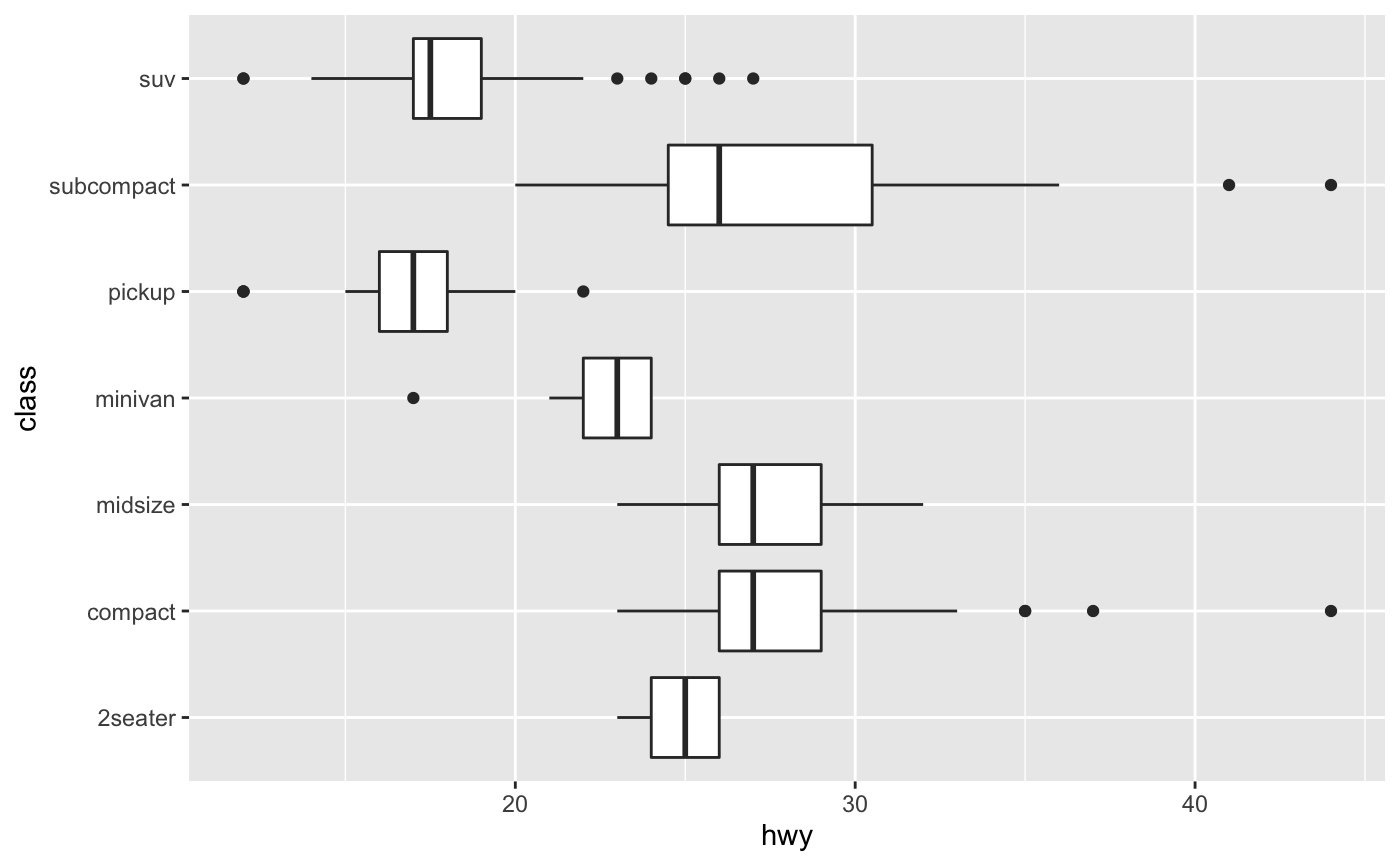 suv
subcompact
pickup
minivan
midsize
compact
2seater
class
20 30 40
hwy